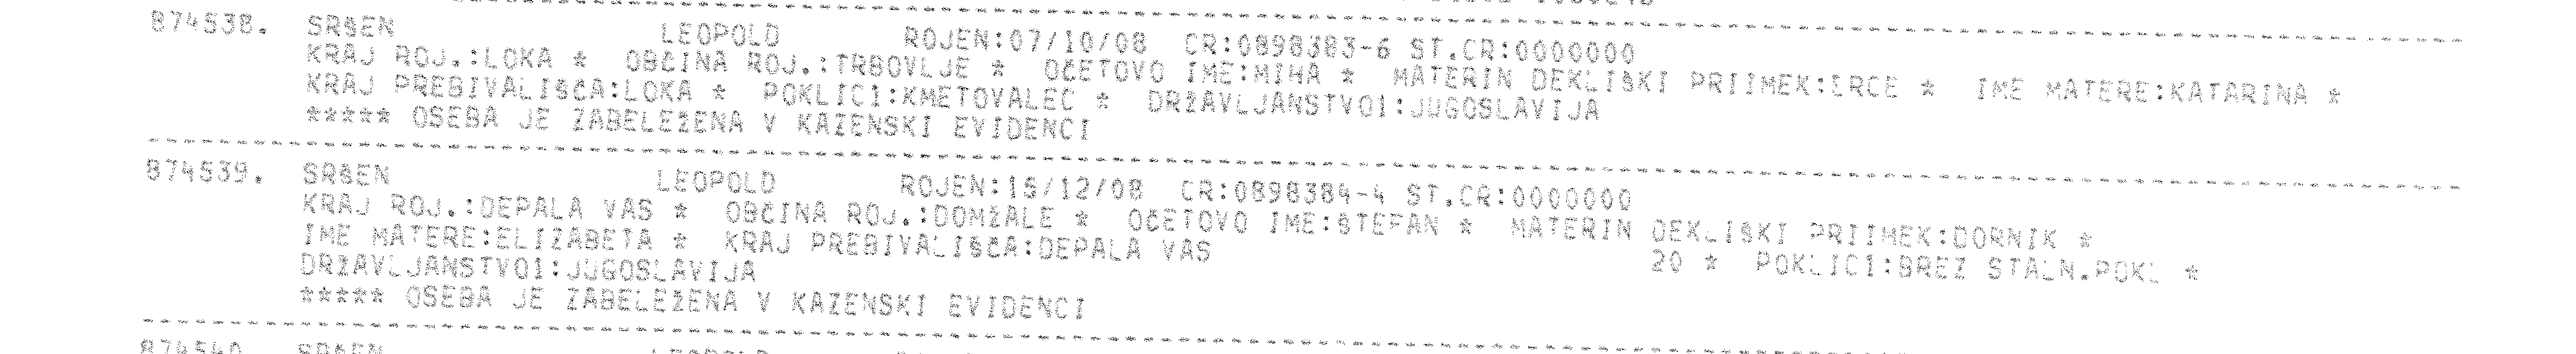 874538. SRŠEN LEOPOLD ROJEN:07/10/08 CR:0898383-6 ST.CR:0000000
KRAJ ROJ.:LOKA * OBČINA ROJ.:TRBOVLJE * OČETOVO IME:MIHA * MATERIN DEKLIŠKI PRIIMEK:ERCE * IME MATERE:KATARINA *
KRAJ PREBIVALIŠČA:LOKA * POKLIC1:KMETOVALEC * DRŽAVLJANSTVO1:JUGOSLAVIJA
***** OSEBA JE ZABELEŽENA V KAZENSKI EVIDENCI
874539. SRŠEN LEOPOLD ROJEN:15/12/08 CR:0898384-4 ST.CR:0000000
KRAJ ROJ.:DEPALA VAS * OBČINA ROJ.:DOMŽALE * OČETOVO IME:ŠTEFAN * MATERIN DEKLIŠKI PRIIMEK:DORNIK *
IME MATERE:ELIZABETA * KRAJ PREBIVALIŠČA:DEPALA VAS 20 * POKLIC1:BREZ STALN.POKL *
DRŽAVLJANSTVO1:JUGOSLAVIJA
***** OSEBA JE ZABELEŽENA V KAZENSKI EVIDENCI
874540. SRŠEN LEOPOLD